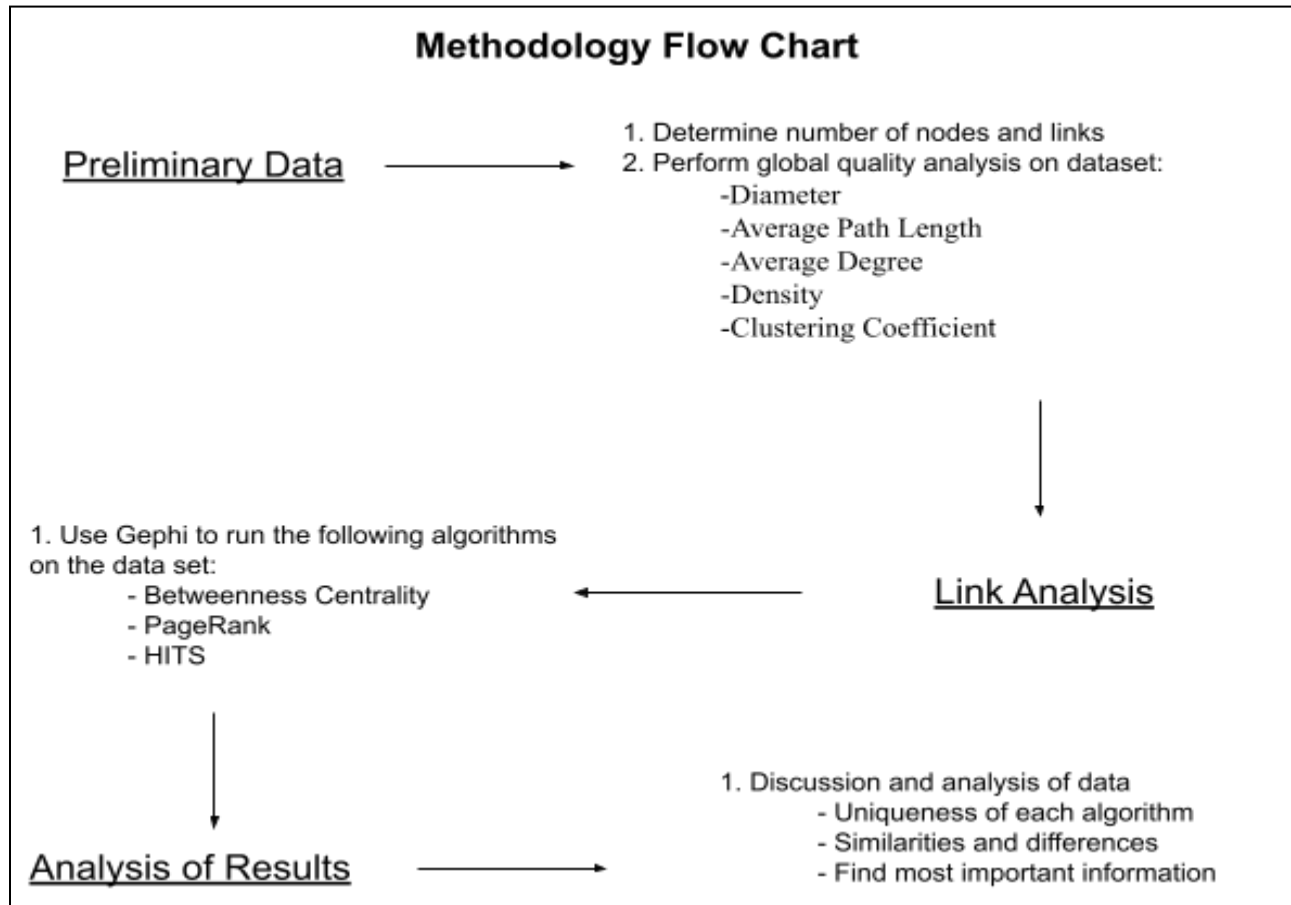 Methodology Flow Chart
Preliminary Data
1. Determine number of nodes and links
2. Perform global quality analysis on dataset:
-Diameter
-Average Path Length
-Average Degree
-Density
-Clustering Coefficient
Link Analysis
1. Use Gephi to run the following algorithms
on the data set:
- Betweenness Centrality
- PageRank
- HITS
Analysis of Results
1. Discussion and analysis of data
- Uniqueness of each algorithm
- Similarities and differences
- Find most important information